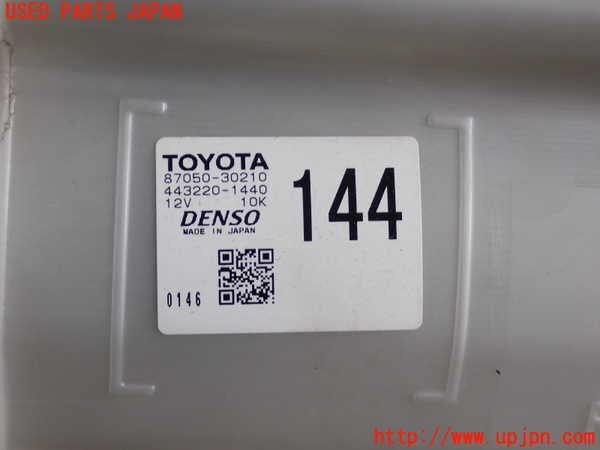 USED PARTS JAPAN
TOYOTA
87050-30210
443220-1440
12V 10K
DENSO
MADE IN JAPAN
144
0146
http://www.upjpn.com/